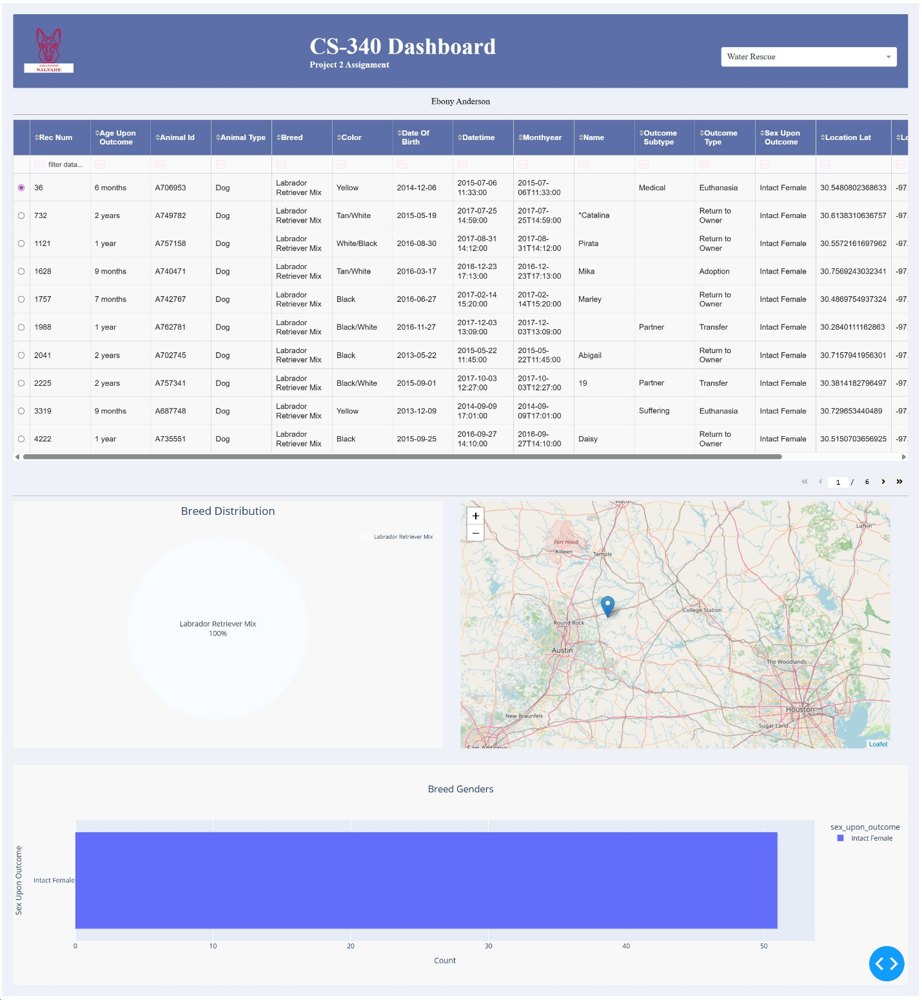 GRAZIOSO
SALVARE
CS-340 Dashboard
Project 2 Assignment
Water Rescue
Ebony Anderson
Rec Num Age Upon Outcome Animal Id Animal Type Breed Color Date Of Birth Datetime Monthyear Name Outcome Subtype Outcome Type Sex Upon Outcome Location Lat Lo
filter data...
36 6 months A706953 Dog Labrador Retriever Mix Yellow 2014-12-06 2015-07-06 11:33:00 2015-07-06T11:33:00 Medical Euthanasia Intact Female 30.5480802368633 -97.
732 2 years A749782 Dog Labrador Retriever Mix Tan/White 2015-05-19 2017-07-25 14:59:00 2017-07-25T14:59:00 *Catalina Return to Owner Intact Female 30.6138310636757 -97.
1121 1 year A757158 Dog Labrador Retriever Mix White/Black 2016-08-30 2017-08-31 14:12:00 2017-08-31T14:12:00 Pirata Return to Owner Intact Female 30.5572161697962 -97.
1628 9 months A740471 Dog Labrador Retriever Mix Tan/White 2016-03-17 2016-12-23 17:13:00 2016-12-23T17:13:00 Mika Adoption Intact Female 30.7569243032341 -97.
1757 7 months A742767 Dog Labrador Retriever Mix Black 2016-06-27 2017-02-14 15:20:00 2017-02-14T15:20:00 Marley Return to Owner Intact Female 30.4869754937324 -97.
1988 1 year A762781 Dog Labrador Retriever Mix Black/White 2016-11-27 2017-12-03 13:09:00 2017-12-03T13:09:00 Partner Transfer Intact Female 30.2840111162863 -97.
2041 2 years A702745 Dog Labrador Retriever Mix Black 2013-05-22 2015-05-22 11:45:00 2015-05-22T11:45:00 Abigail Return to Owner Intact Female 30.7157941956301 -97.
2225 2 years A757341 Dog Labrador Retriever Mix Black/White 2015-09-01 2017-10-03 12:27:00 2017-10-03T12:27:00 19 Partner Transfer Intact Female 30.3814182796497 -97.
3319 9 months A687748 Dog Labrador Retriever Mix Yellow 2013-12-09 2014-09-09 17:01:00 2014-09-09T17:01:00 Suffering Euthanasia Intact Female 30.729653440489 -97.
4222 1 year A735551 Dog Labrador Retriever Mix Black 2015-09-25 2016-09-27 14:10:00 2016-09-27T14:10:00 Daisy Return to Owner Intact Female 30.5150703656925 -97.
1 / 6
Breed Distribution
Labrador Retriever Mix
Labrador Retriever Mix
100%
+
−
Waco
Lufkin
Fort Hood
Killeen
Temple
College Station
Round Rock
Austin
The Woodlands
New Braunfels
Houston
Sugar Land
San Antonio
Leaflet
Breed Genders
sex_upon_outcome
Intact Female
Sex Upon Outcome
Intact Female
0 10 20 30 40 50
Count